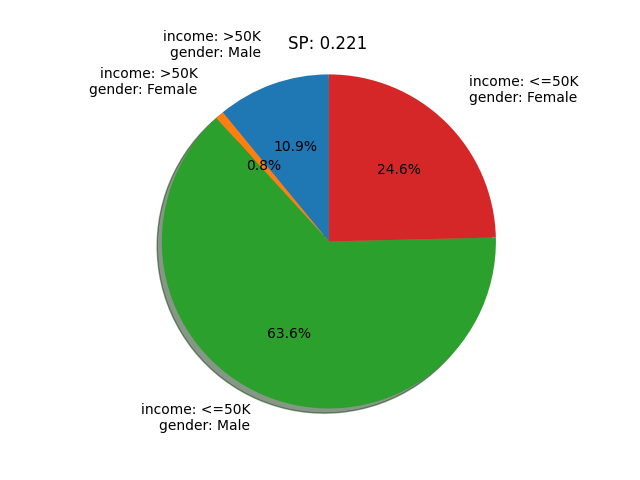 income: >50K
gender: Male
SP: 0.221
income: >50K
gender: Female
income: <=50K
gender: Female
10.9%
0.8%
24.6%
63.6%
income: <=50K
gender: Male